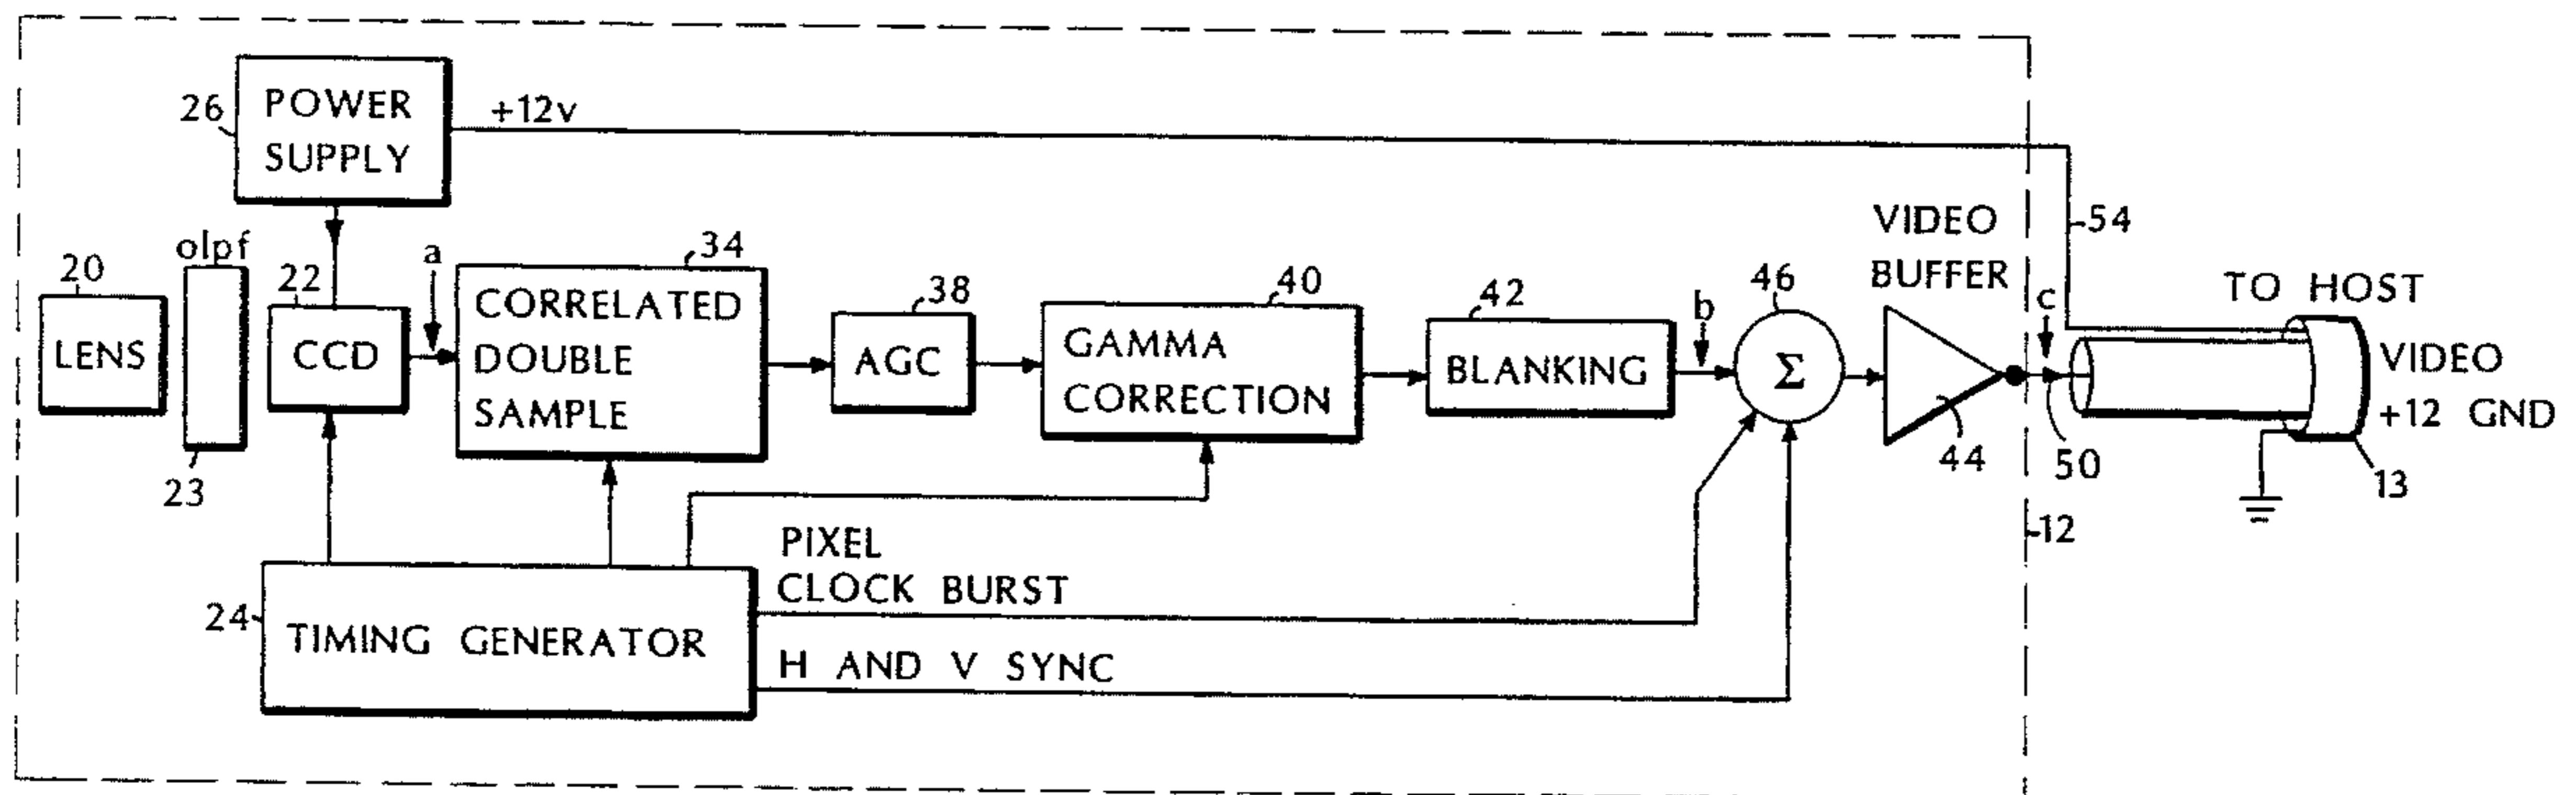 POWER
SUPPLY
26
+12v
VIDEO
BUFFER
54
olpf
20
22
a
34
38
40
42
b
46
c
TO HOST
LENS
CCD
CORRELATED
DOUBLE
SAMPLE
AGC
GAMMA
CORRECTION
BLANKING
Σ
44
50
VIDEO
+12 GND
13
23
12
PIXEL
CLOCK BURST
24
TIMING GENERATOR
H AND V SYNC